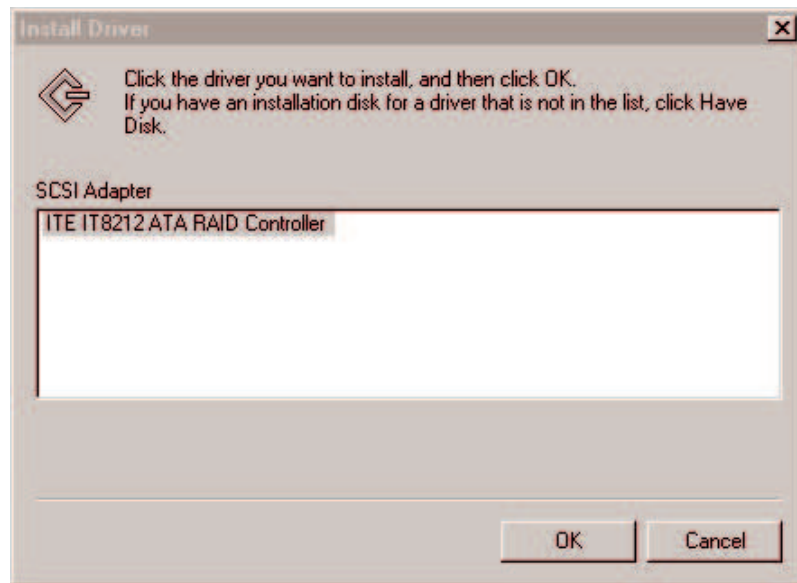 Install Driver
Click the driver you want to install, and then click OK.
If you have an installation disk for a driver that is not in the list, click Have
Disk.
SCSI Adapter
ITE IT8212 ATA RAID Controller
OK
Cancel